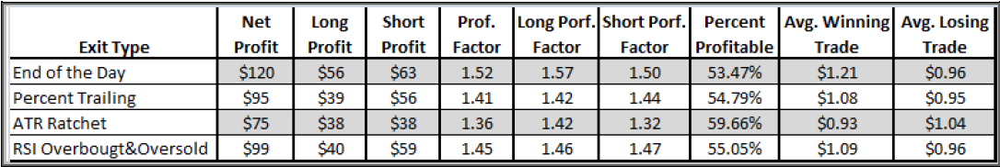 Exit Type Net Profit Long Profit Short Profit Prof. Factor Long Porf. Factor Short Porf. Factor Percent Profitable Avg. Winning Trade Avg. Losing Trade
End of the Day $120 $56 $63 1.52 1.57 1.50 53.47% $1.21 $0.96
Percent Trailing $95 $39 $56 1.41 1.42 1.44 54.79% $1.08 $0.95
ATR Ratchet $75 $38 $38 1.36 1.42 1.32 59.66% $0.93 $1.04
RSI Overbougt&Oversold $99 $40 $59 1.45 1.46 1.47 55.05% $1.09 $0.96